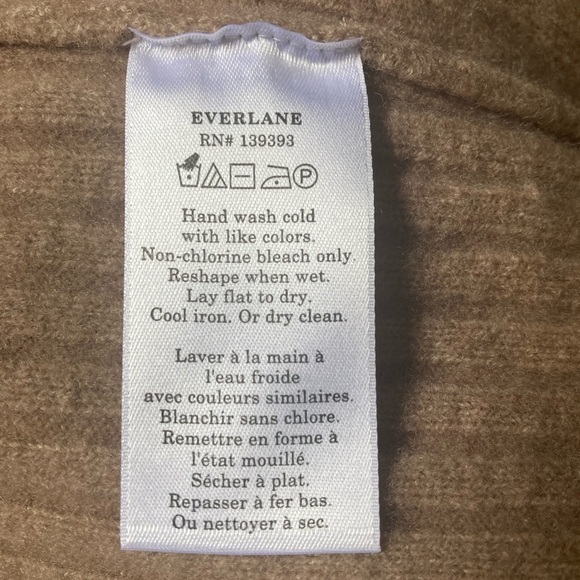 EVERLANE
RN# 139393
P
Hand wash cold
with like colors.
Non-chlorine bleach only.
Reshape when wet.
Lay flat to dry.
Cool iron. Or dry clean.
Laver à la main à
l'eau froide
avec couleurs similaires.
Blanchir sans chlore.
Remettre en forme à
l'état mouillé.
Sécher à plat.
Repasser à fer bas.
Ou nettoyer à sec.